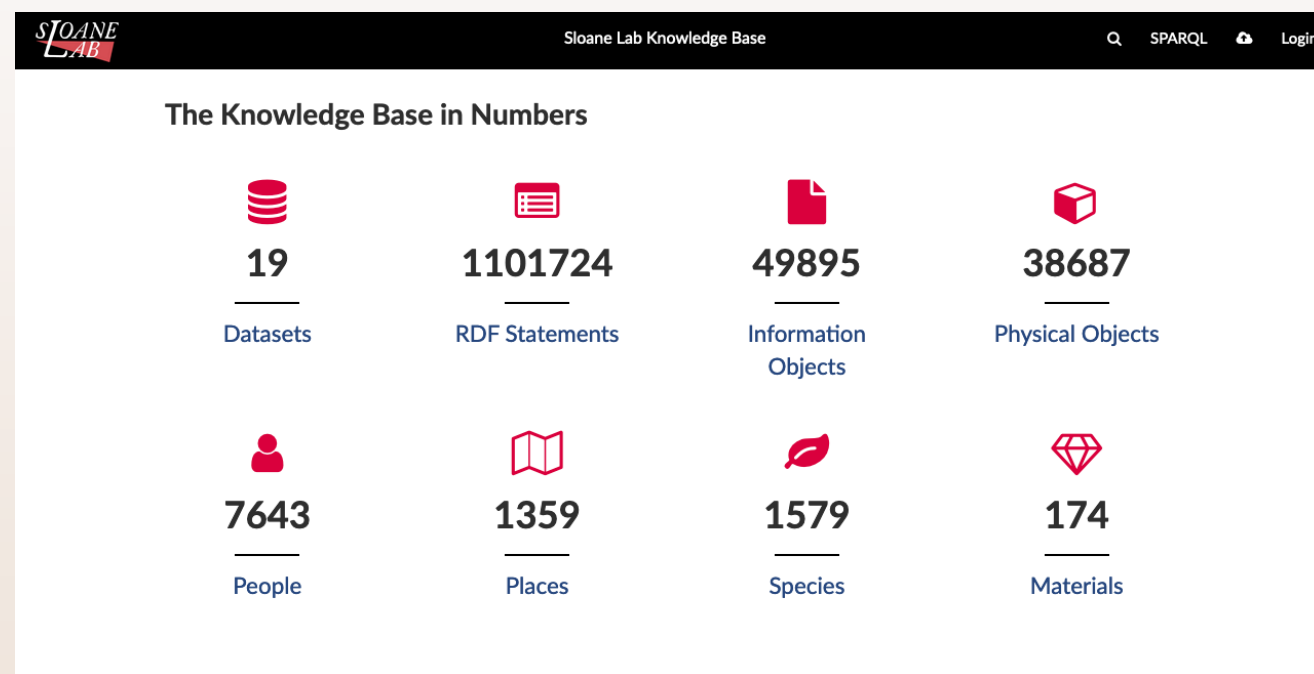 SLOANE
LAB
Sloane Lab Knowledge Base
SPARQL
Login
The Knowledge Base in Numbers
19
1101724
49895
38687
Datasets
RDF Statements
Information
Objects
Physical Objects
7643
1359
1579
174
People
Places
Species
Materials